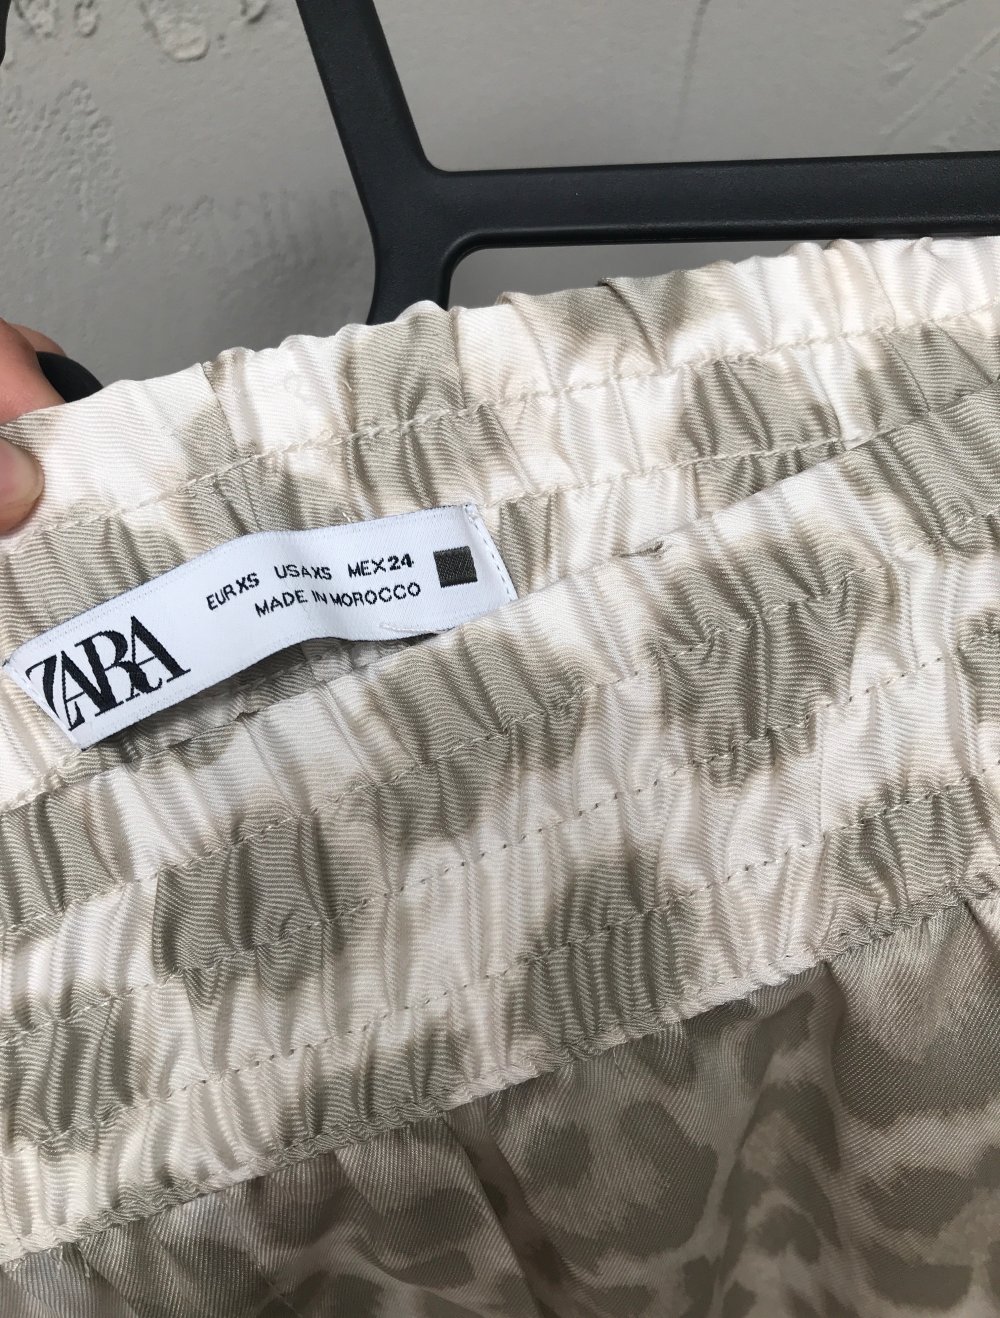 ZARA
EUR XS USA XS MEX 24
MADE IN MOROCCO